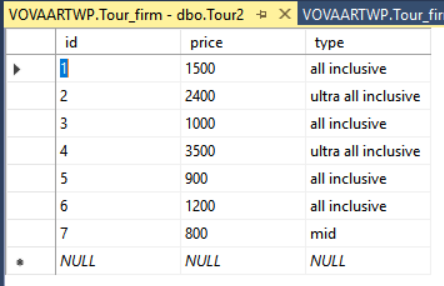 VOVAARTWP.Tour_firm - dbo.Tour2 VOVAARTWP.Tour_fir
id price type
1 1500 all inclusive
2 2400 ultra all inclusive
3 1000 all inclusive
4 3500 ultra all inclusive
5 900 all inclusive
6 1200 all inclusive
7 800 mid
NULL NULL NULL